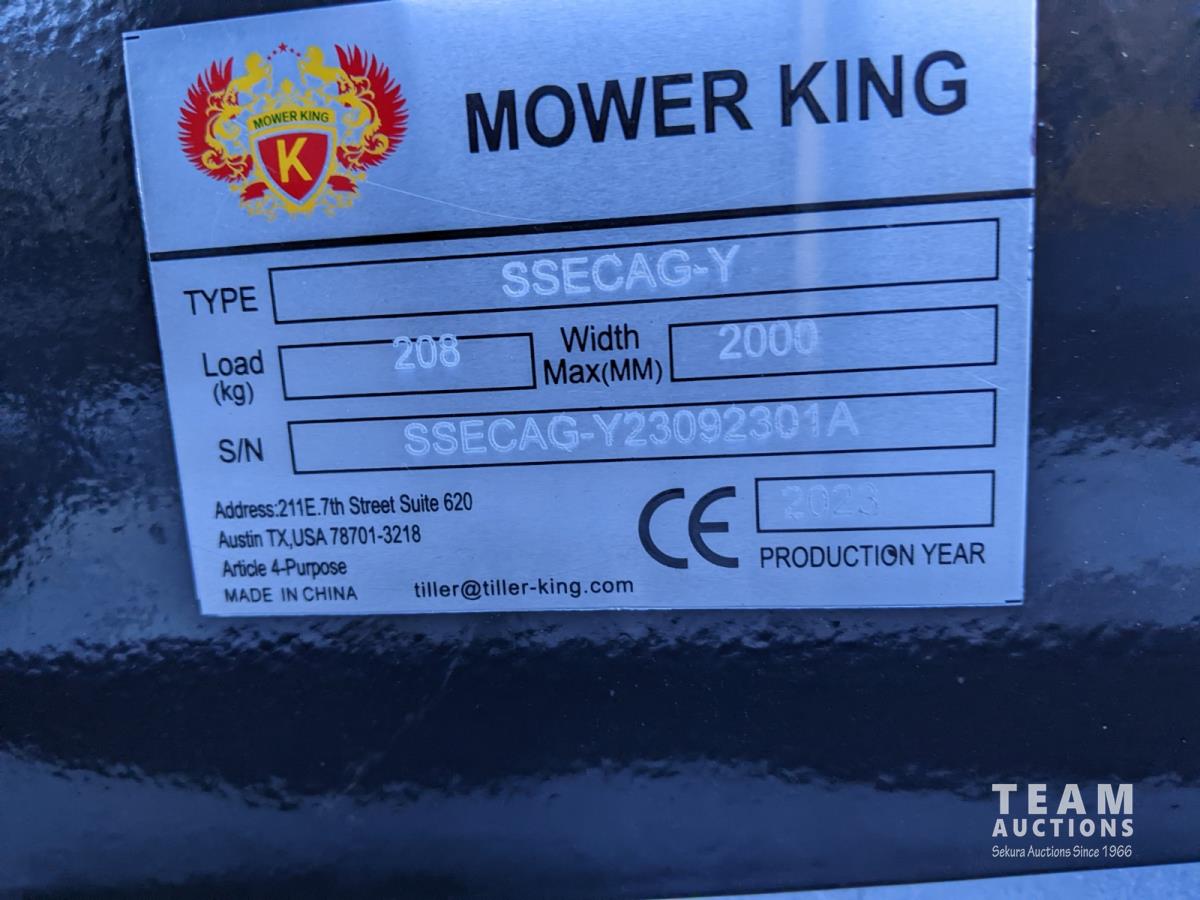 MOWER KING
K
MOWER KING
TYPE SSECAG-Y
Load (kg) 208 Width Max(MM) 2000
S/N SSECAG-Y23092301A
Address:211E.7th Street Suite 620
Austin TX,USA 78701-3218
Article 4-Purpose
MADE IN CHINA
tiller@tiller-king.com
CE
2023
PRODUCTION YEAR
TEAM
AUCTIONS
Sekura Auctions Since 1966